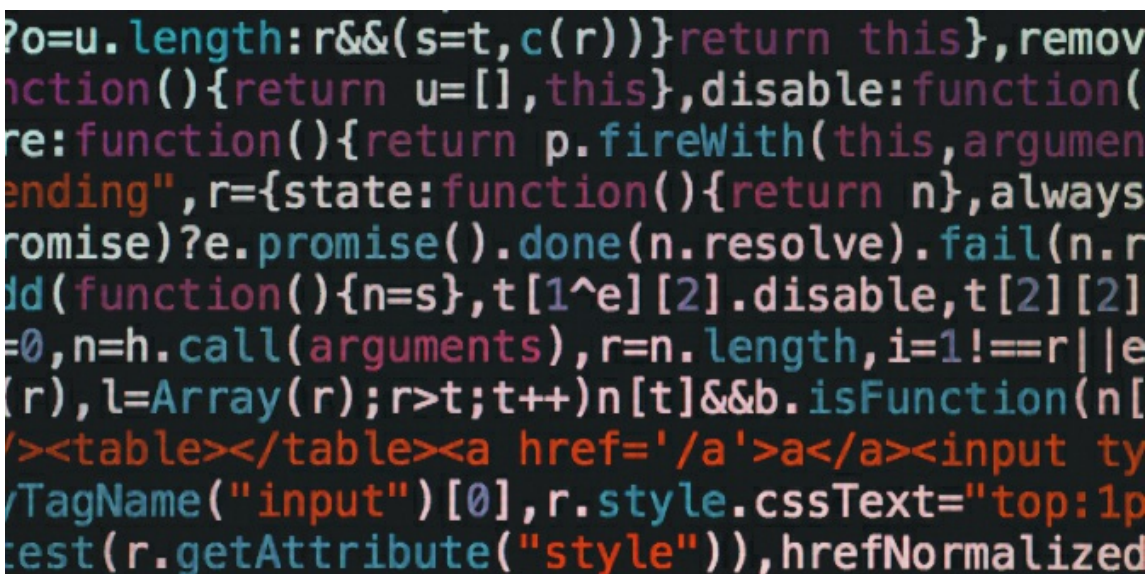 ?o=u.length:r&&(s=t,c(r))}return this},remov
nction(){return u=[],this},disable:function(
re:function(){return p.fireWith(this,argumen
ending",r={state:function(){return n},always
romise)?e.promise().done(n.resolve).fail(n.r
dd(function(){n=s},t[1^e][2].disable,t[2][2]
=0,n=h.call(arguments),r=n.length,i=1!==r||e
(r),l=Array(r);r>t;t++)n[t]&&b.isFunction(n[
/><table></table><a href='/a'>a</a><input ty
yTagName("input")[0],r.style.cssText="top:1p
test(r.getAttribute("style")),hrefNormalized